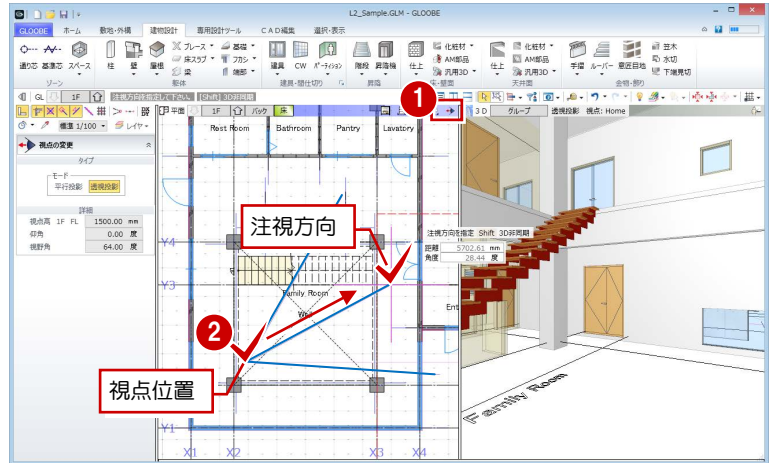 L2_Sample.GLM - GLOOBE
GLOOBE ホーム 敷地・外構 建物設計 専用設計ツール CAD編集 選択・表示
通り芯 基準芯 スペース 柱 壁 屋根 ブレース 基礎 床スラブ フカシ 梁 端部 建具 CW パーテイション 階段 昇降機 仕上 化粧材 AM部品 汎用3D 仕上 化粧材 AM部品 汎用3D 手摺 ルーバー 意匠目地 笠木 水切 下端見切
ゾーン 躯体 建具・間仕切り 昇降 床・壁面 天井面 金物・飾り
GL 1F 注視方向を指定して下さい [Shift] 3D非同期
標準 1/100 レイヤ
平面 1F バック 床
3D グループ 透視投影 視点: Home
視点の変更
タイプ
モード
平行投影 透視投影
詳細
視点高 1F FL 1500.00 mm
仰角 0.00 度
視野角 64.00 度
Rest Room Bathroom Pantry Lavatory
1
注視方向
注視方向を指定 Shift 3D非同期
距離 5702.61 mm
角度 28.44 度
Y4
Y3
Family Room
Ent
2
視点位置
Family Room
Y1
X1 X2 X3 X4